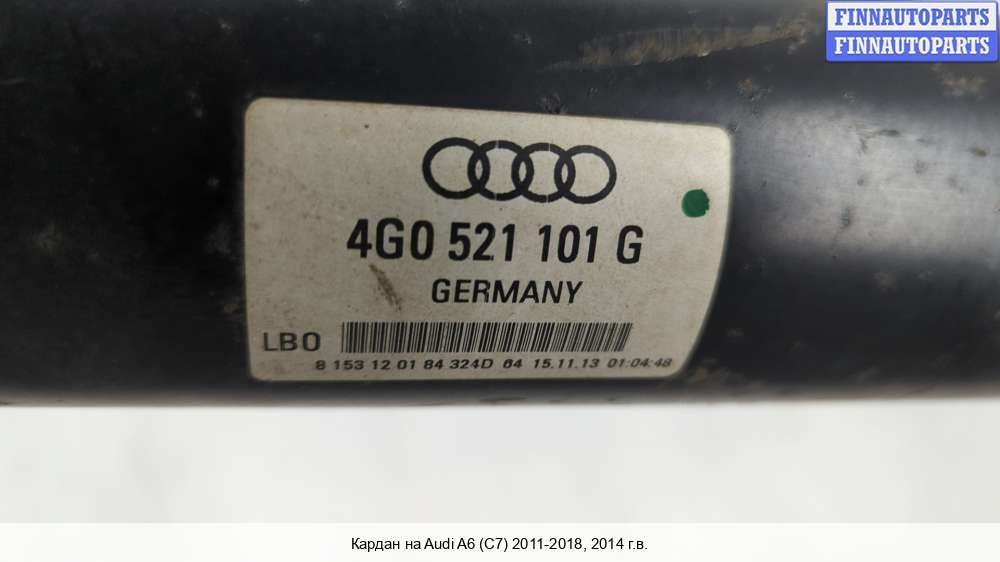 FINNAUTOPARTS
FINNAUTOPARTS
4G0 521 101 G
GERMANY
LBO
8 153 12 01 84 324D 64 15.11.13 01:04:48
Кардан на Audi A6 (C7) 2011-2018, 2014 г.в.